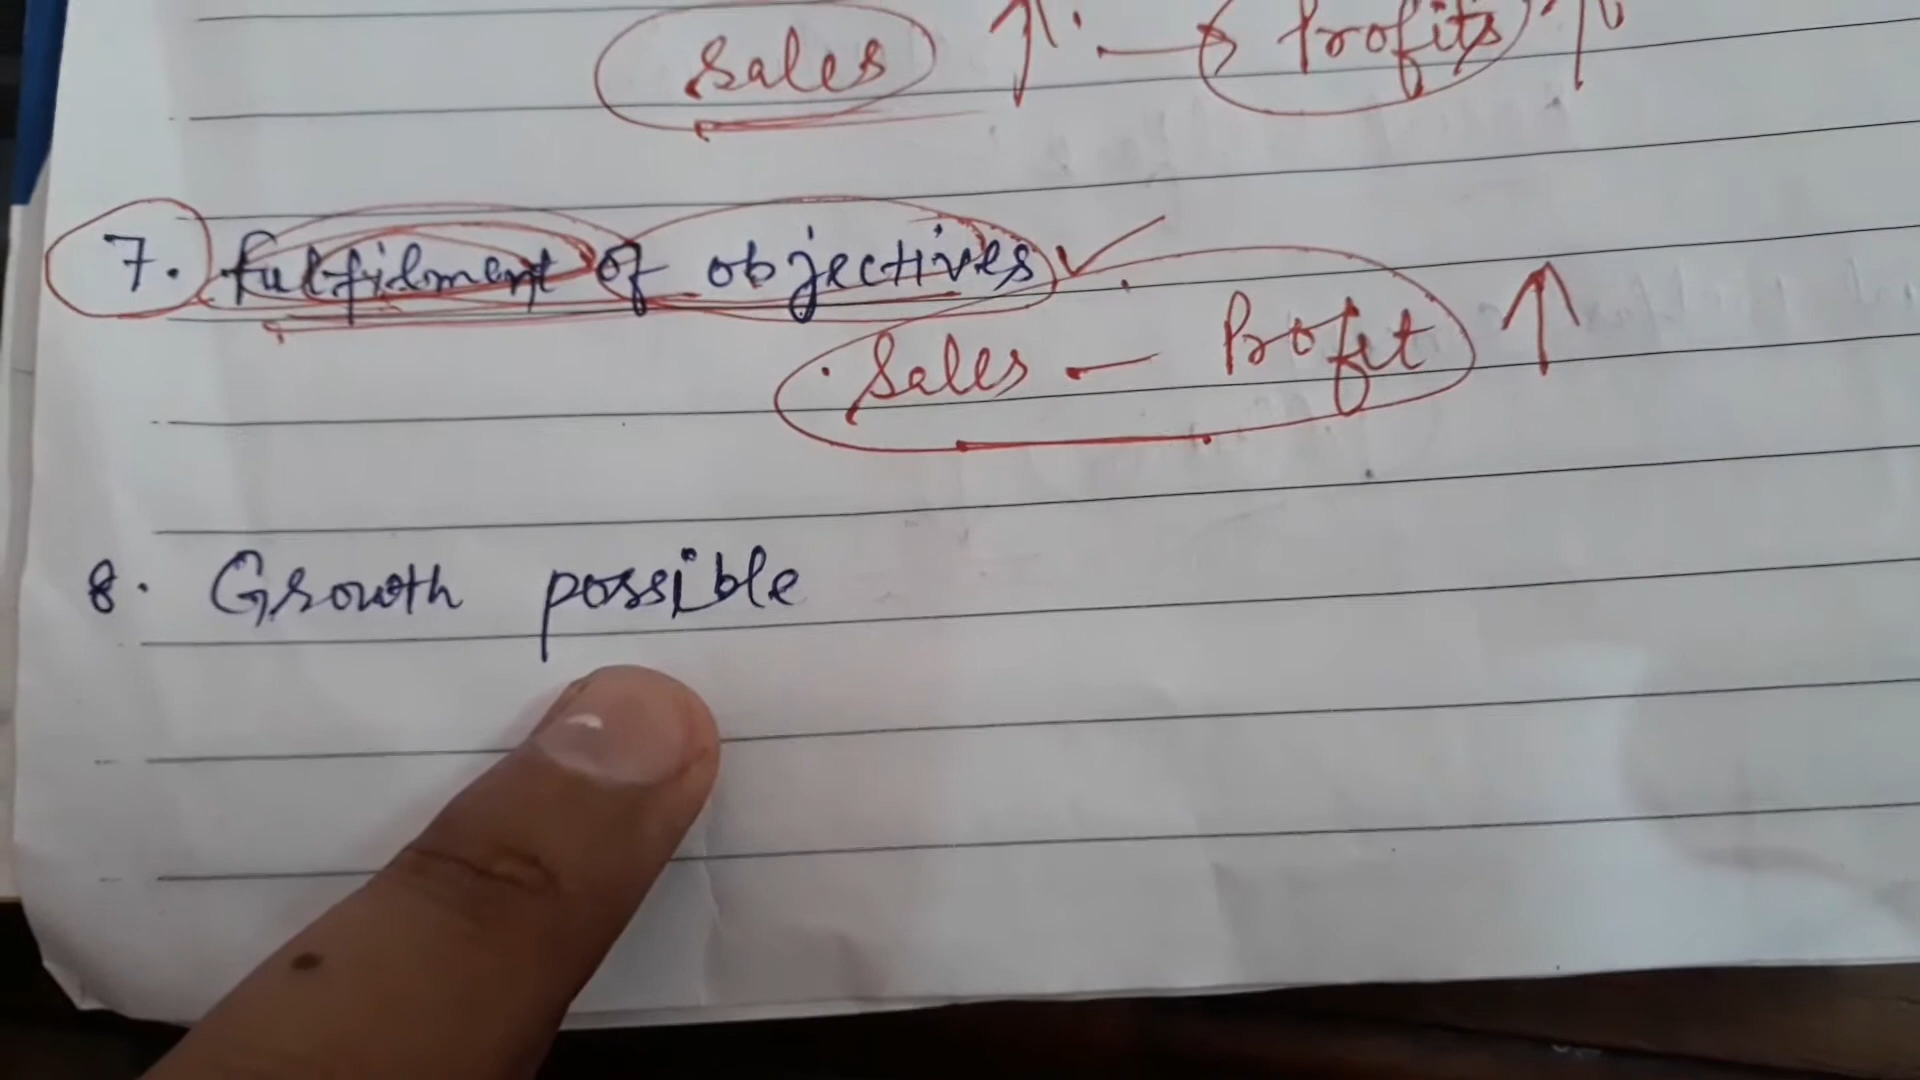 Sales ↑ → Profits ↑
7. fulfilment of objectives ✓
Sales — Profit ↑
8. Growth possible